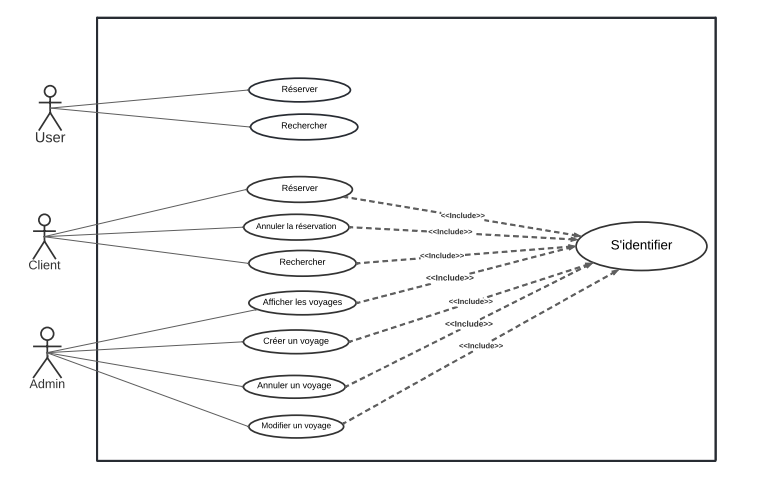 Réserver
User
Rechercher
Réserver
<<Include>>
Annuler la réservation
<<Include>>
S'identifier
Client
Rechercher
<<Include>>
<<Include>>
Afficher les voyages
<<Include>>
<<Include>>
Créer un voyage
<<Include>>
Admin
Annuler un voyage
Modifier un voyage